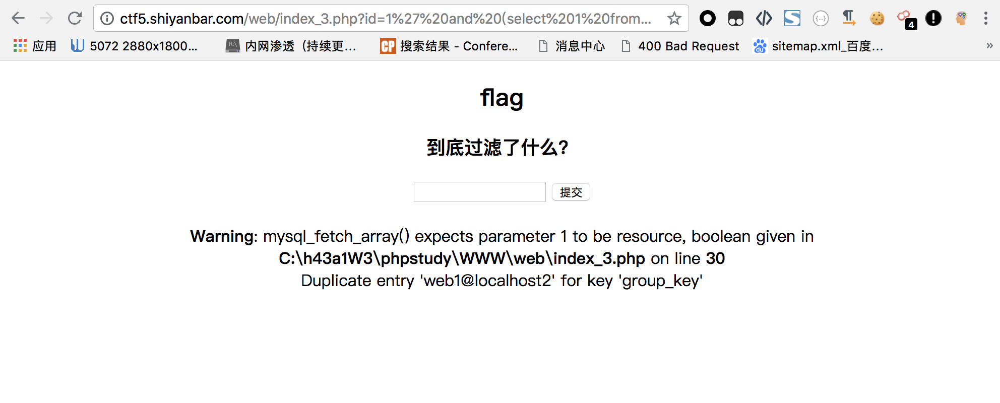 ctf5.shiyanbar.com/web/index_3.php?id=1%27%20and%20(select%201%20from...
4
应用 5072 2880x1800... R:\ 内网渗透（持续更... CP 搜索结果 - Confere... 消息中心 400 Bad Request du sitemap.xml_百度... »
flag
到底过滤了什么?
提交
Warning: mysql_fetch_array() expects parameter 1 to be resource, boolean given in
C:\h43a1W3\phpstudy\WWW\web\index_3.php on line 30
Duplicate entry 'web1@localhost2' for key 'group_key'